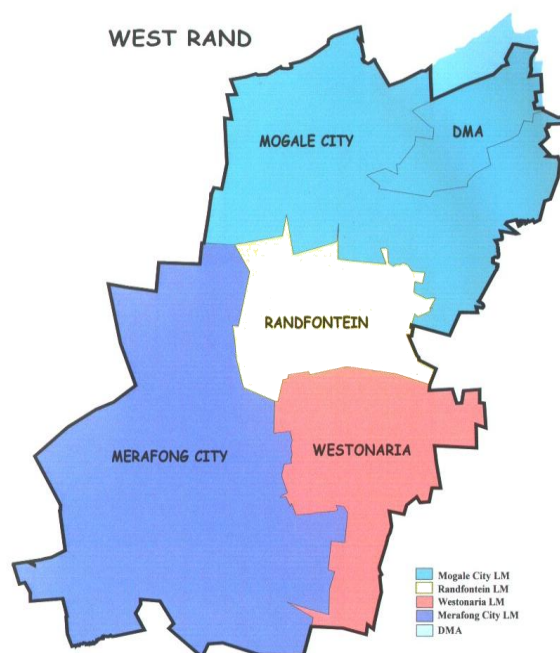 WEST RAND
MOGALE CITY
DMA
RANDFONTEIN
MERAFONG CITY
WESTONARIA
Mogale City LM
Randfontein LM
Westonaria LM
Merafong City LM
DMA